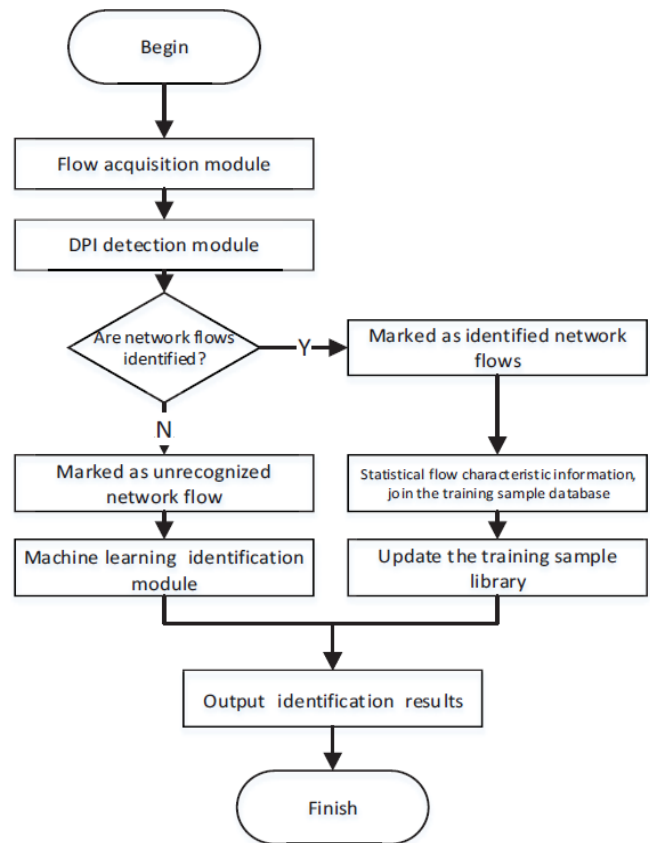 Begin
Flow acquisition module
DPI detection module
Are network flows
identified?
Y
Marked as identified network
flows
N
Marked as unrecognized
network flow
Statistical flow characteristic information,
join the training sample database
Machine learning identification
module
Update the training sample
library
Output identification results
Finish